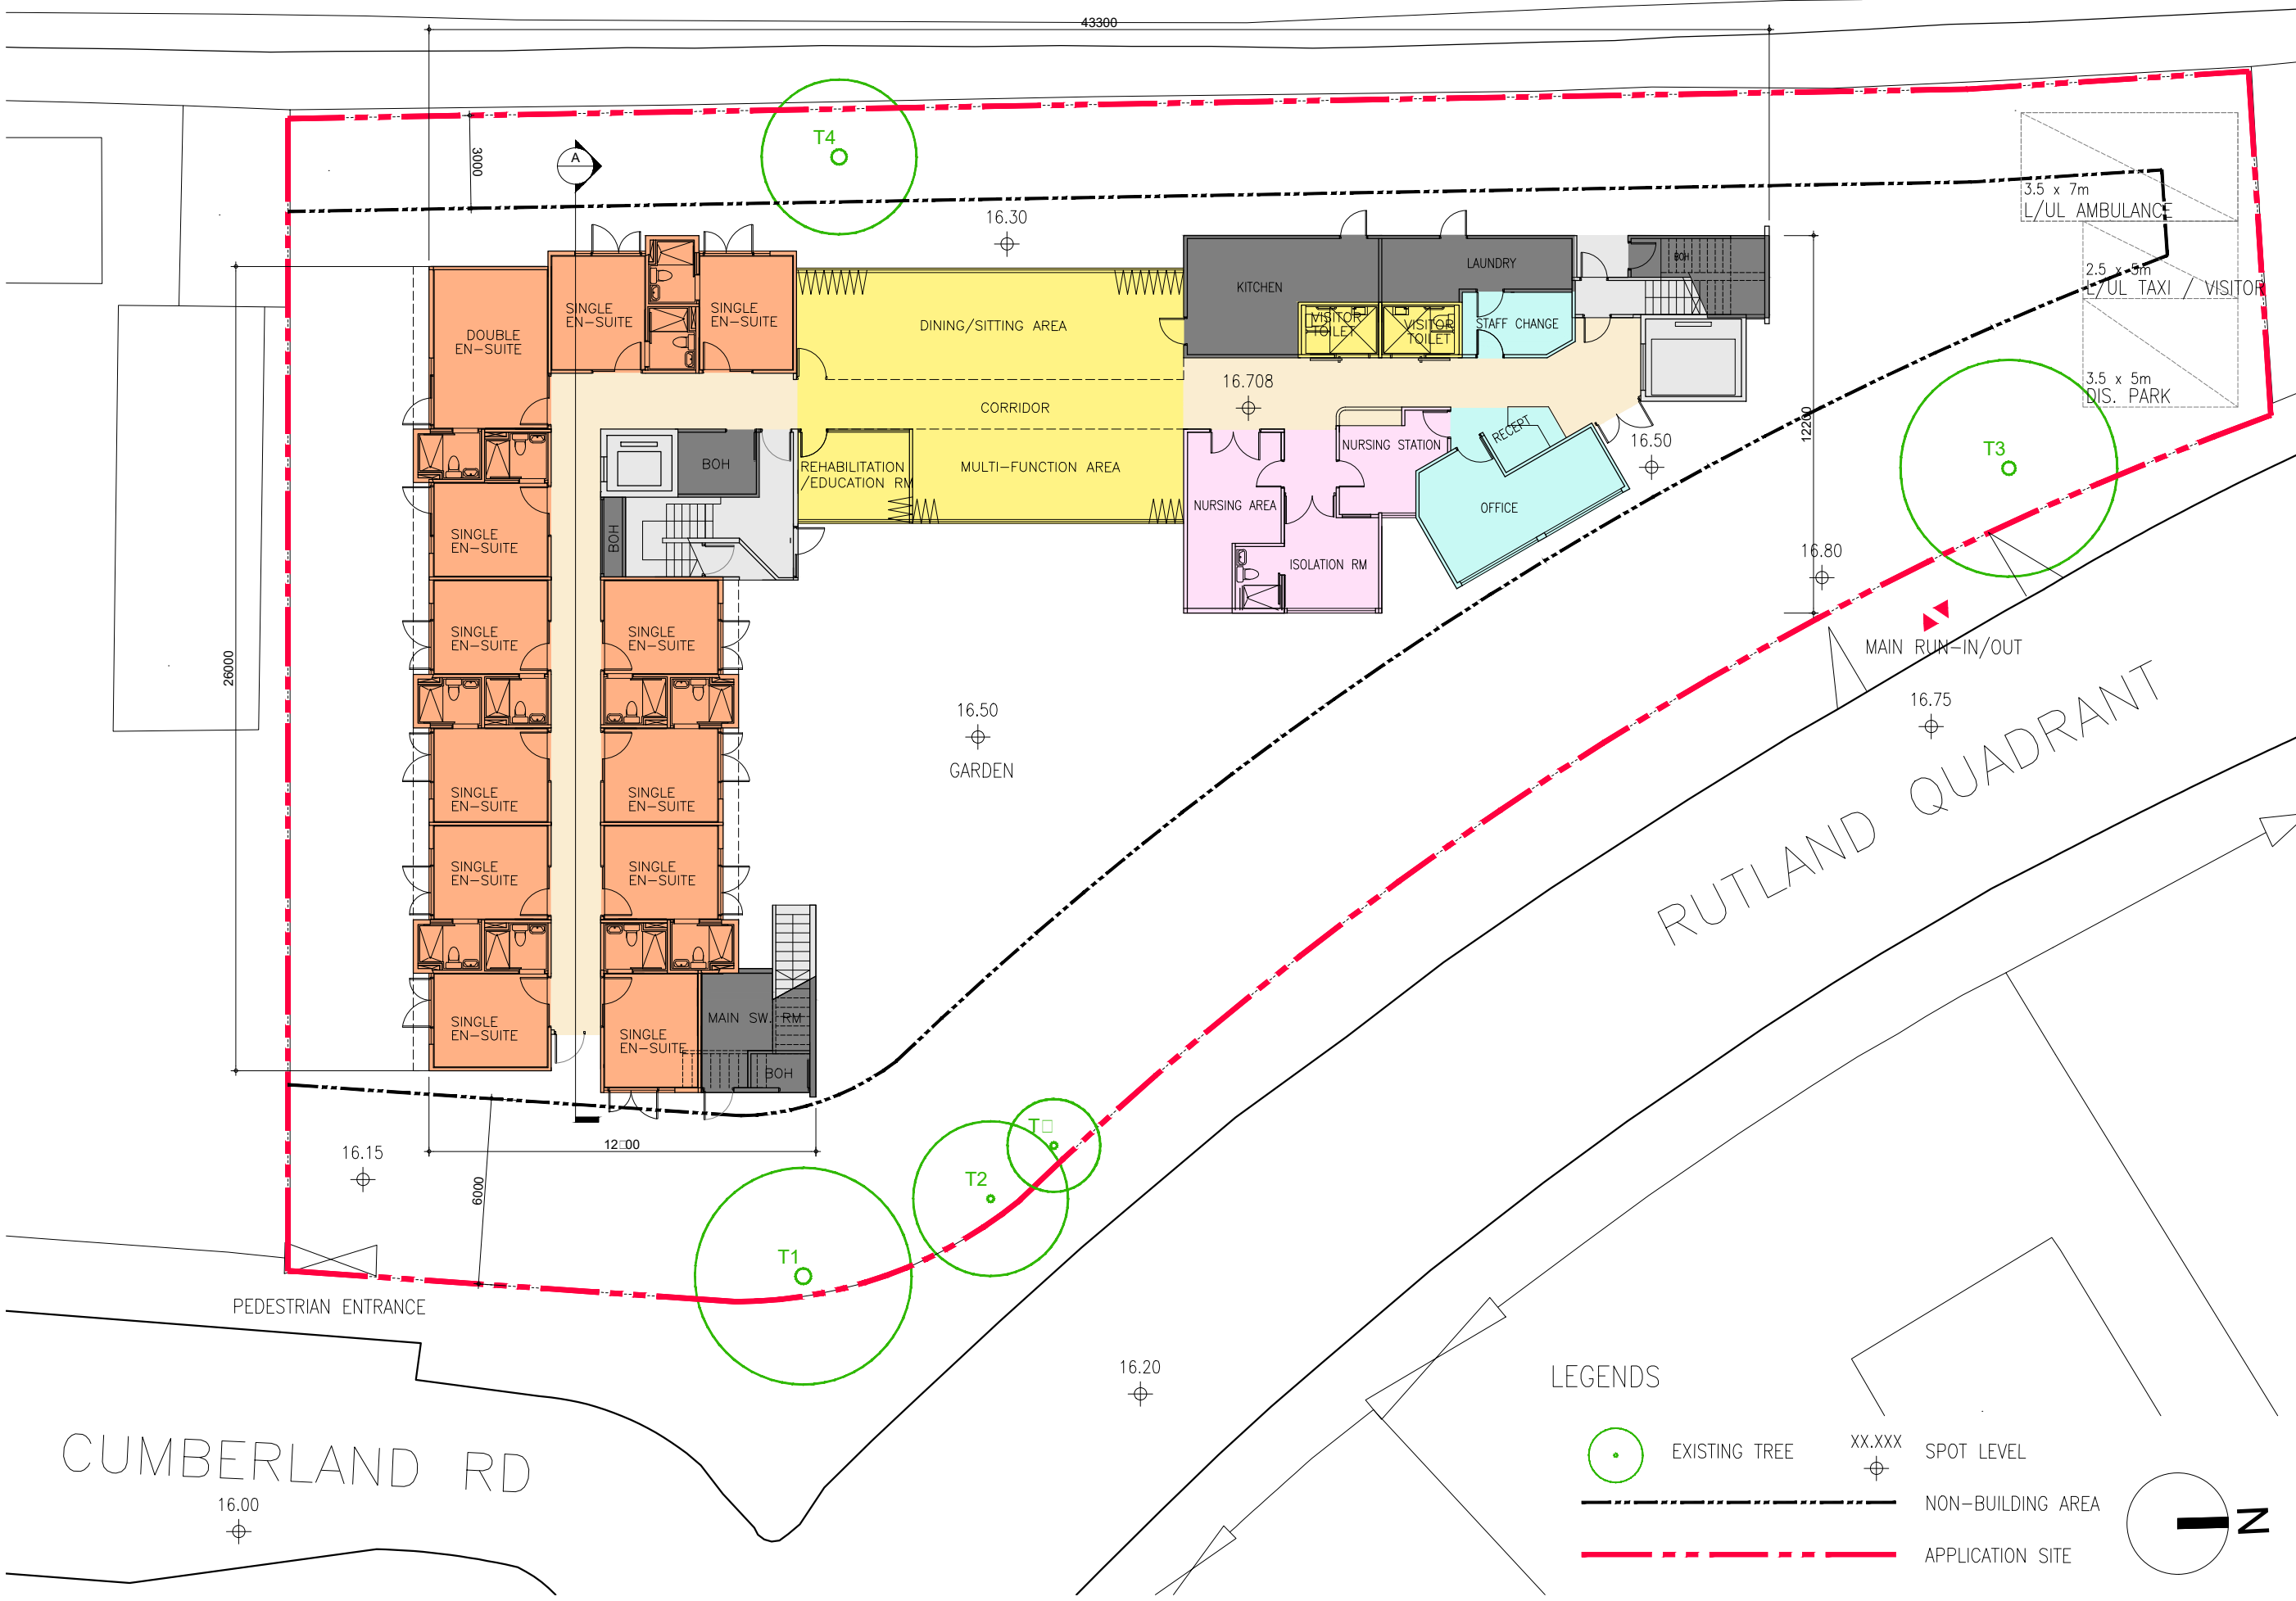 43300
T4
3000
A
16.30
3.5 x 7m
L/UL AMBULANCE
2.5 x 5m
L/UL TAXI / VISITOR
3.5 x 5m
DIS. PARK
KITCHEN
LAUNDRY
BOH
VISITOR
TOILET
VISITOR
TOILET
STAFF CHANGE
SINGLE
EN-SUITE
SINGLE
EN-SUITE
DOUBLE
EN-SUITE
DINING/SITTING AREA
16.708
CORRIDOR
12200
RECEPT
NURSING STATION
16.50
T3
BOH
REHABILITATION
/EDUCATION RM
MULTI-FUNCTION AREA
NURSING AREA
OFFICE
BOH
SINGLE
EN-SUITE
ISOLATION RM
16.80
26000
SINGLE
EN-SUITE
SINGLE
EN-SUITE
MAIN RUN-IN/OUT
16.75
16.50
GARDEN
RUTLAND QUADRANT
SINGLE
EN-SUITE
SINGLE
EN-SUITE
SINGLE
EN-SUITE
SINGLE
EN-SUITE
SINGLE
EN-SUITE
SINGLE
EN-SUITE
MAIN SW. RM
BOH
12□00
T□
T2
16.15
6000
T1
PEDESTRIAN ENTRANCE
16.20
CUMBERLAND RD
16.00
LEGENDS
EXISTING TREE
XX.XXX
SPOT LEVEL
NON-BUILDING AREA
APPLICATION SITE
N